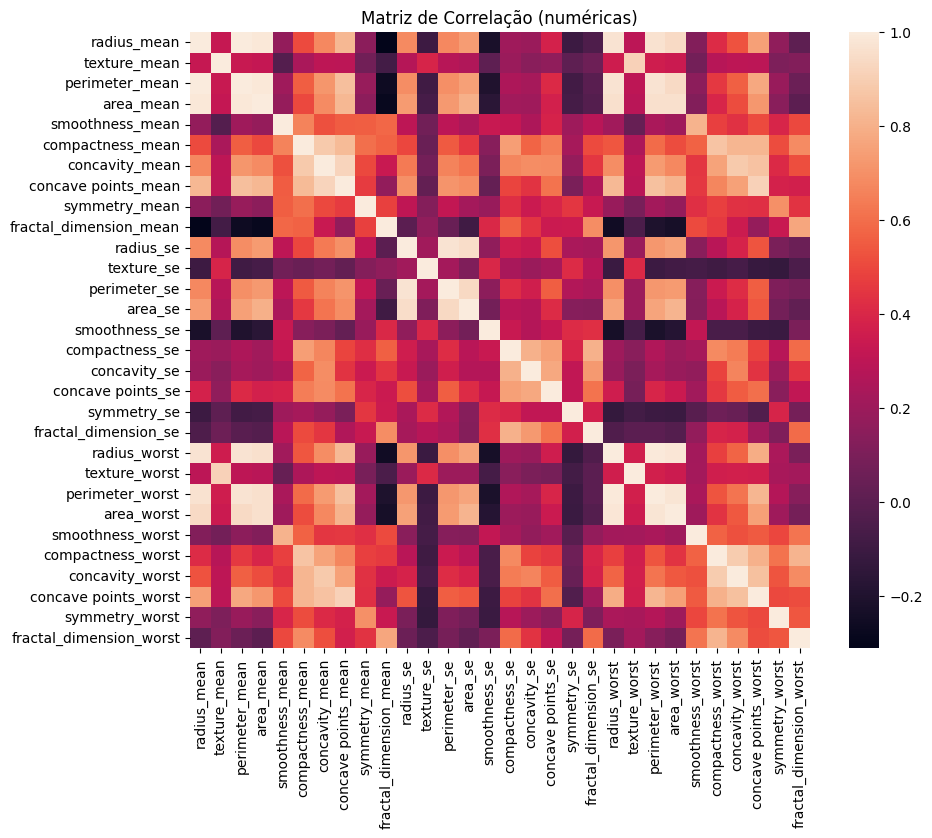 Matriz de Correlação (numéricas)
radius_mean
texture_mean
perimeter_mean
area_mean
smoothness_mean
compactness_mean
concavity_mean
concave points_mean
symmetry_mean
fractal_dimension_mean
radius_se
texture_se
perimeter_se
area_se
smoothness_se
compactness_se
concavity_se
concave points_se
symmetry_se
fractal_dimension_se
radius_worst
texture_worst
perimeter_worst
area_worst
smoothness_worst
compactness_worst
concavity_worst
concave points_worst
symmetry_worst
fractal_dimension_worst
radius_mean
texture_mean
perimeter_mean
area_mean
smoothness_mean
compactness_mean
concavity_mean
concave points_mean
symmetry_mean
fractal_dimension_mean
radius_se
texture_se
perimeter_se
area_se
smoothness_se
compactness_se
concavity_se
concave points_se
symmetry_se
fractal_dimension_se
radius_worst
texture_worst
perimeter_worst
area_worst
smoothness_worst
compactness_worst
concavity_worst
concave points_worst
symmetry_worst
fractal_dimension_worst
1.0
0.8
0.6
0.4
0.2
0.0
−0.2